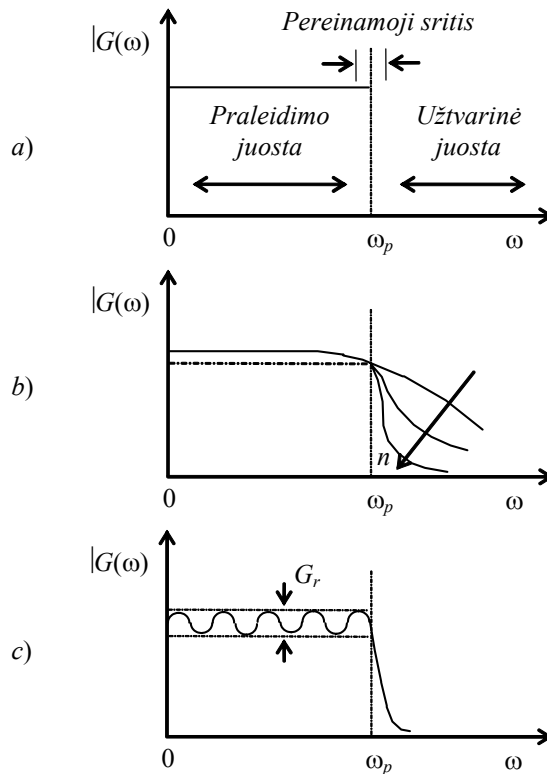 Pereinamoji sritis
|G(ω)
Praleidimo
juosta
Užtvarinė
juosta
a)
0
ω_p
ω
|G(ω)
b)
n
0
ω_p
ω
|G(ω)
G_r
c)
0
ω_p
ω